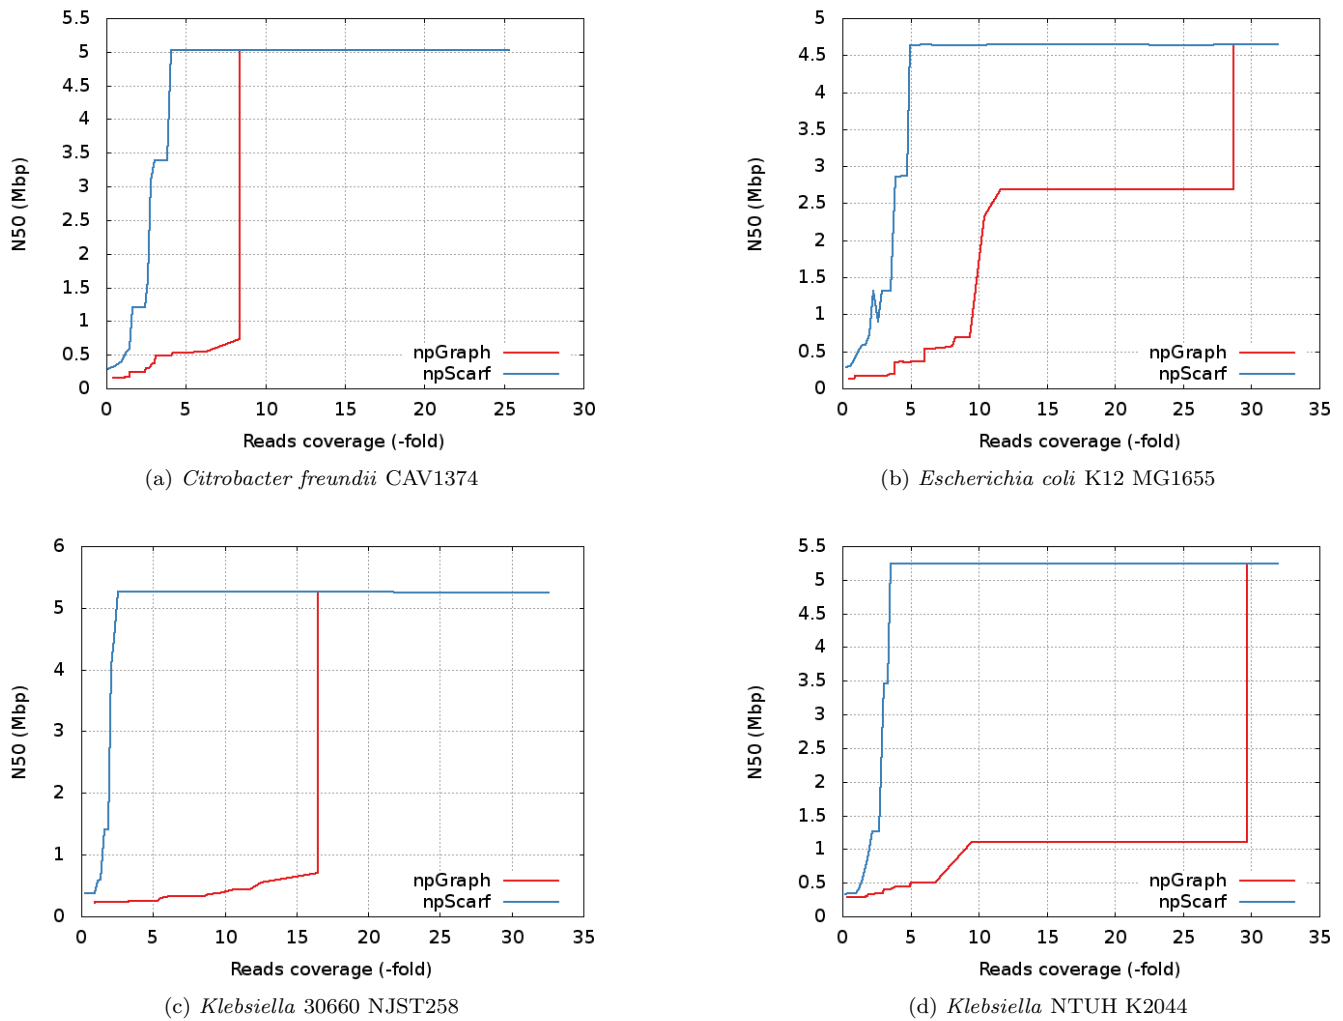 5.5
5
4.5
4
3.5
3
2.5
2
1.5
1
0.5
0
N50 (Mbp)
npGraph
npScarf
0 5 10 15 20 25 30
Reads coverage (-fold)
(a) Citrobacter freundii CAV1374
5
4.5
4
3.5
3
2.5
2
1.5
1
0.5
0
N50 (Mbp)
npGraph
npScarf
0 5 10 15 20 25 30 35
Reads coverage (-fold)
(b) Escherichia coli K12 MG1655
6
5
4
3
2
1
0
N50 (Mbp)
npGraph
npScarf
0 5 10 15 20 25 30 35
Reads coverage (-fold)
(c) Klebsiella 30660 NJST258
5.5
5
4.5
4
3.5
3
2.5
2
1.5
1
0.5
0
N50 (Mbp)
npGraph
npScarf
0 5 10 15 20 25 30 35
Reads coverage (-fold)
(d) Klebsiella NTUH K2044